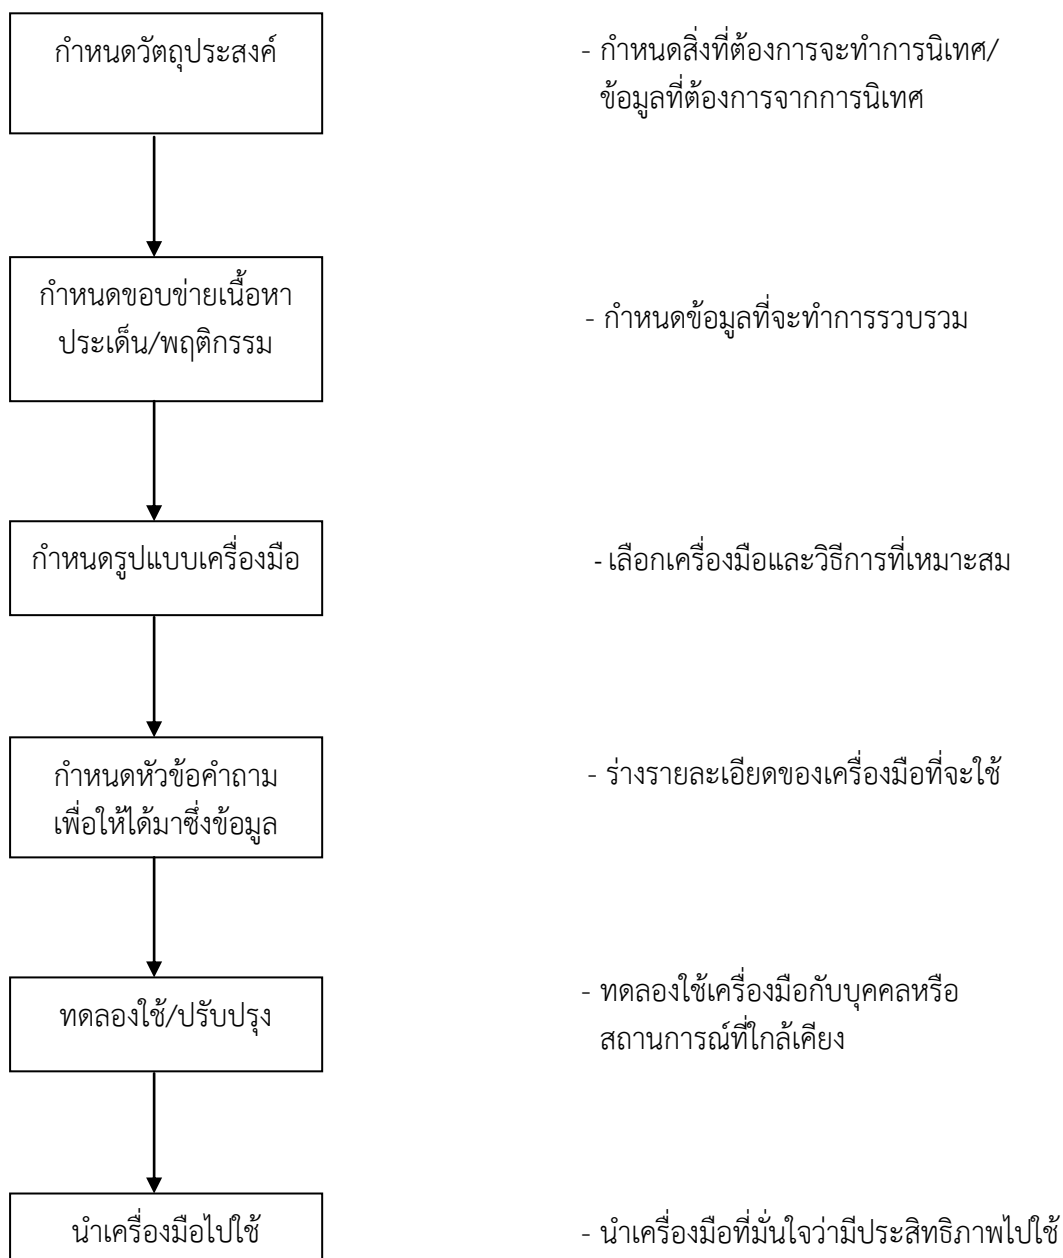 กำหนดวัตถุประสงค์
- กำหนดสิ่งที่ต้องการจะทำการนิเทศ/
ข้อมูลที่ต้องการจากการนิเทศ
กำหนดขอบข่ายเนื้อหา
ประเด็น/พฤติกรรม
- กำหนดข้อมูลที่จะทำการรวบรวม
กำหนดรูปแบบเครื่องมือ
- เลือกเครื่องมือและวิธีการที่เหมาะสม
กำหนดหัวข้อคำถาม
เพื่อให้ได้มาซึ่งข้อมูล
- ร่างรายละเอียดของเครื่องมือที่จะใช้
ทดลองใช้/ปรับปรุง
- ทดลองใช้เครื่องมือกับบุคคลหรือ
สถานการณ์ที่ใกล้เคียง
นำเครื่องมือไปใช้
- นำเครื่องมือที่มั่นใจว่ามีประสิทธิภาพไปใช้